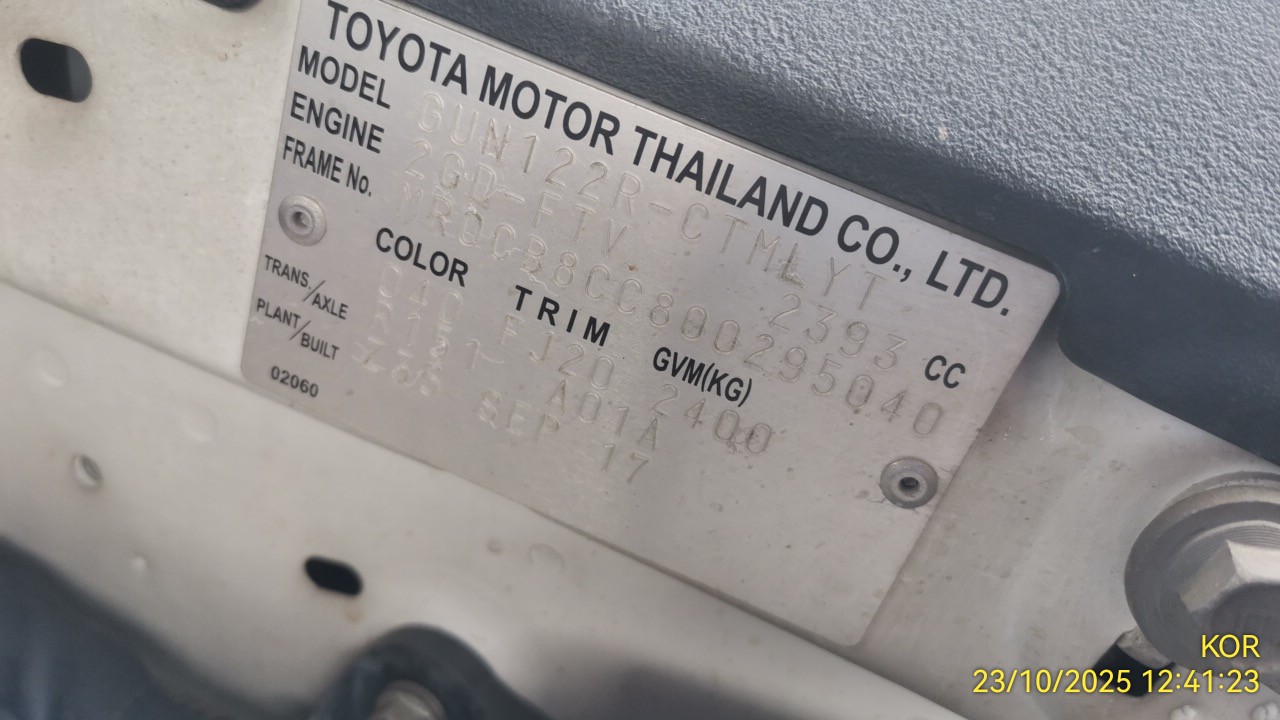 TOYOTA MOTOR THAILAND CO., LTD.
MODEL GUN122R-CTMLYT
ENGINE 2GD-FTV 2393 CC
FRAME No. MR0CB8CC800295040
COLOR TRIM GVM(KG)
040 FJ20 2400
TRANS./AXLE R151 A01A
PLANT/BUILT SEP 17
02060
KOR
23/10/2025 12:41:23